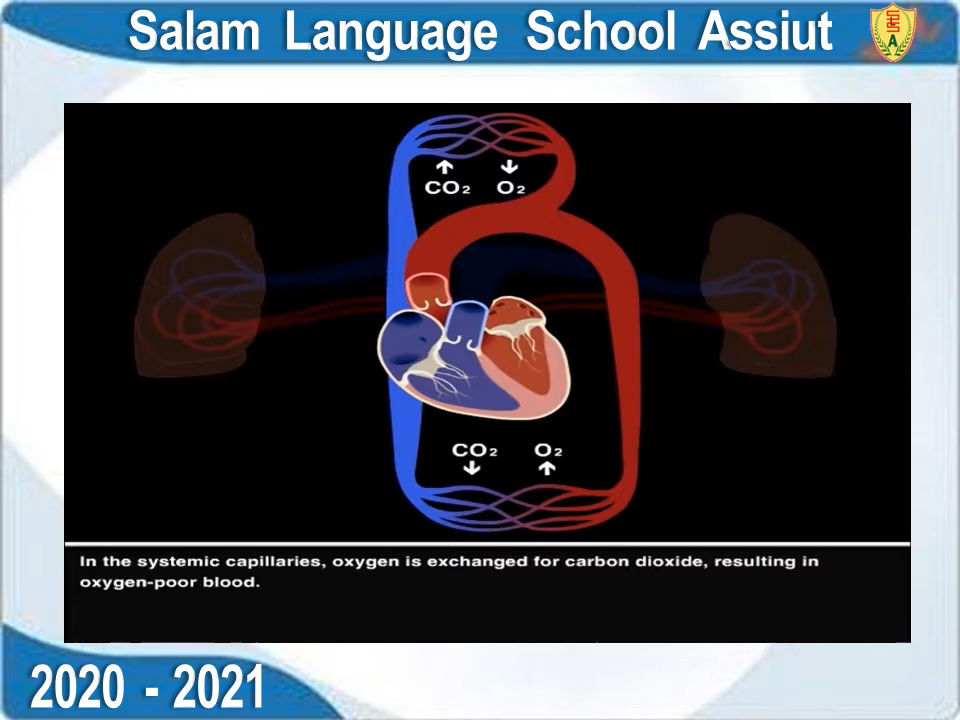 Salam Language School Assiut
A
CO₂ O₂
CO₂ O₂
In the systemic capillaries, oxygen is exchanged for carbon dioxide, resulting in
oxygen-poor blood.
2020 - 2021